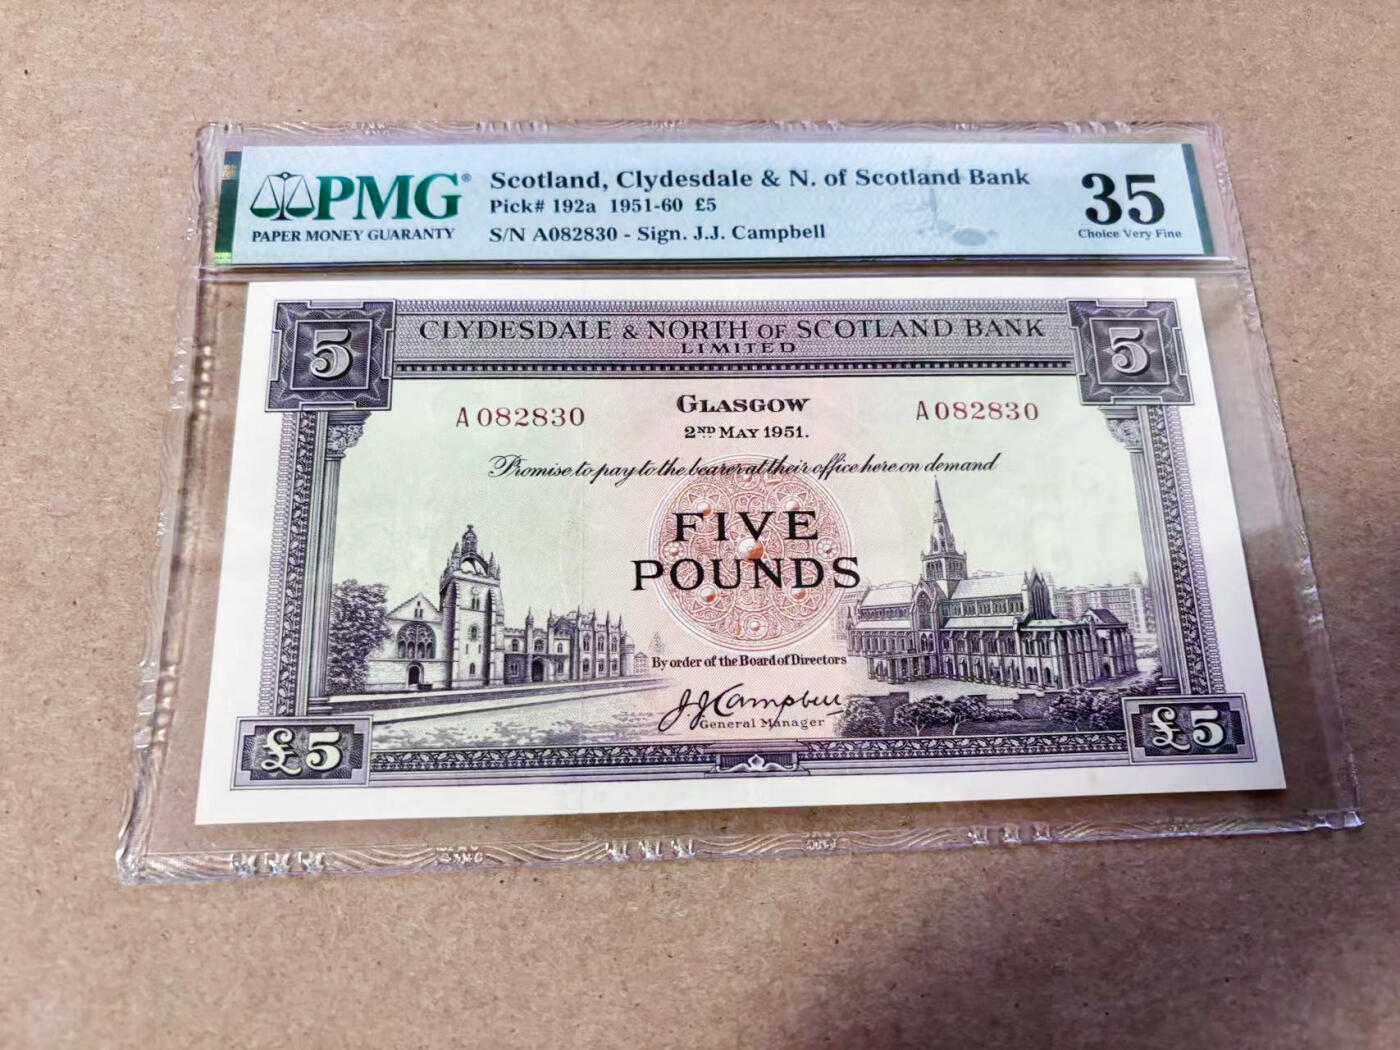 PMG®
PAPER MONEY GUARANTY
Scotland, Clydesdale & N. of Scotland Bank
Pick# 192a 1951-60 £5
S/N A082830 - Sign. J.J. Campbell
35
Choice Very Fine
5
CLYDESDALE & NORTH OF SCOTLAND BANK
LIMITED
5
A082830
GLASGOW
2ND MAY 1951.
A082830
Promise to pay to the bearer at their office here on demand
FIVE
POUNDS
By order of the Board of Directors
J.J. Campbell
General Manager
£5
£5